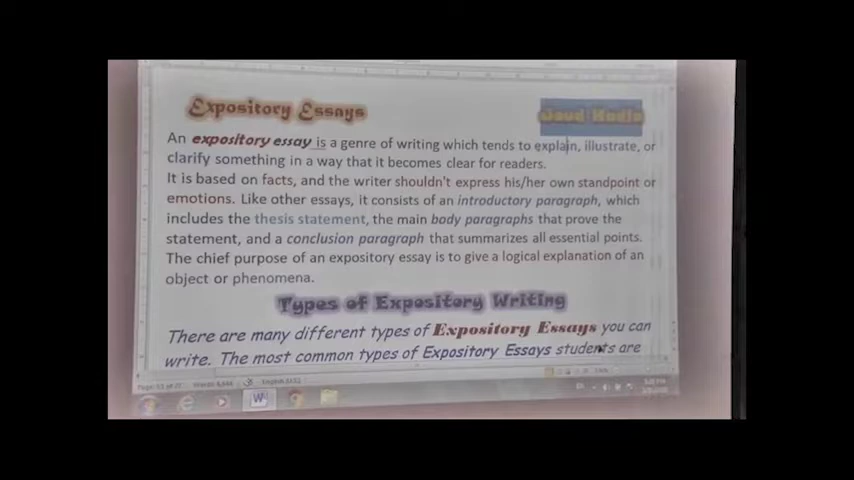 Expository Essays
Jaud Kadla
An expository essay is a genre of writing which tends to explain, illustrate, or
clarify something in a way that it becomes clear for readers.
It is based on facts, and the writer shouldn't express his/her own standpoint or
emotions. Like other essays, it consists of an introductory paragraph, which
includes the thesis statement, the main body paragraphs that prove the
statement, and a conclusion paragraph that summarizes all essential points.
The chief purpose of an expository essay is to give a logical explanation of an
object or phenomena.
Types of Expository Writing
There are many different types of Expository Essays you can
write. The most common types of Expository Essays students are